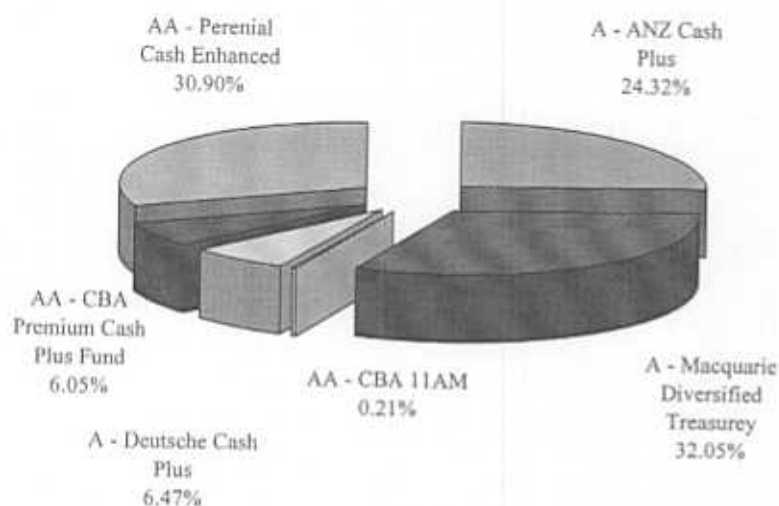 AA - Perenial
Cash Enhanced
30.90%
A - ANZ Cash
Plus
24.32%
AA - CBA
Premium Cash
Plus Fund
6.05%
AA - CBA 11AM
0.21%
A - Macquarie
Diversified
Treasurey
32.05%
A - Deutsche Cash
Plus
6.47%